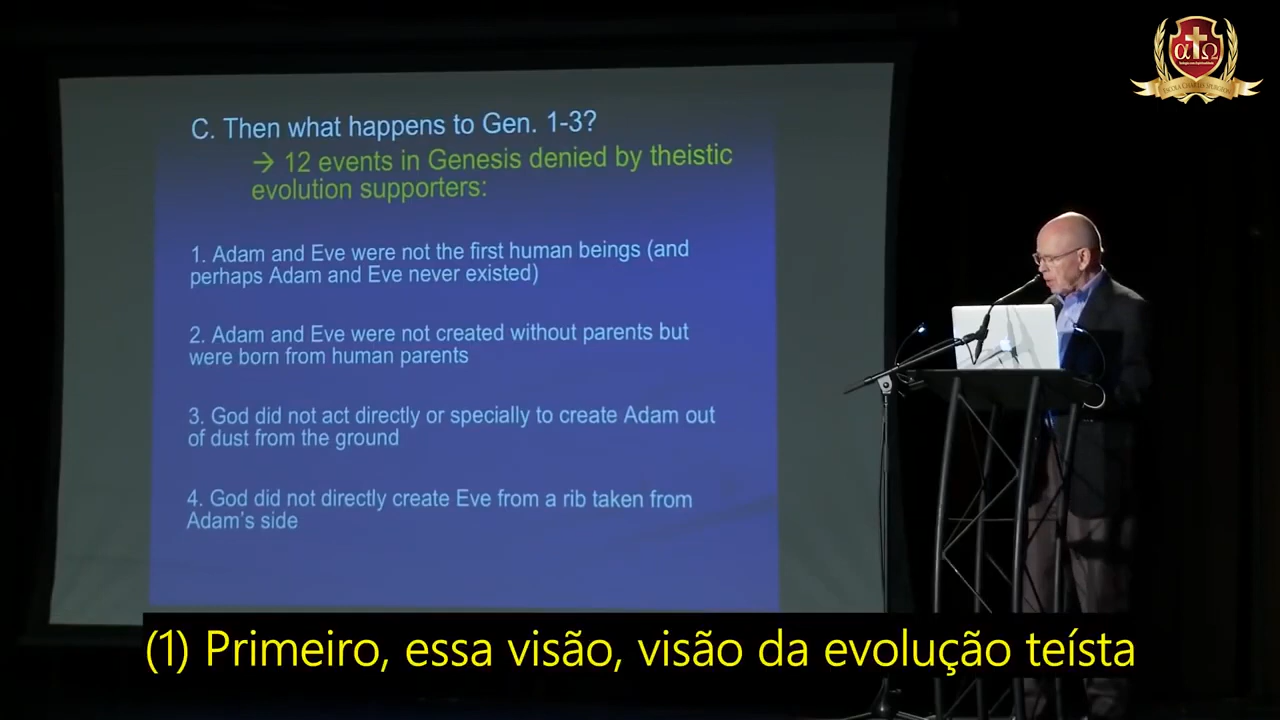 α Ω
ESCOLA CHARLES SPURGEON
C. Then what happens to Gen. 1-3?
→ 12 events in Genesis denied by theistic
evolution supporters:
1. Adam and Eve were not the first human beings (and
perhaps Adam and Eve never existed)
2. Adam and Eve were not created without parents but
were born from human parents
3. God did not act directly or specially to create Adam out
of dust from the ground
4. God did not directly create Eve from a rib taken from
Adam's side
(1) Primeiro, essa visão, visão da evolução teísta